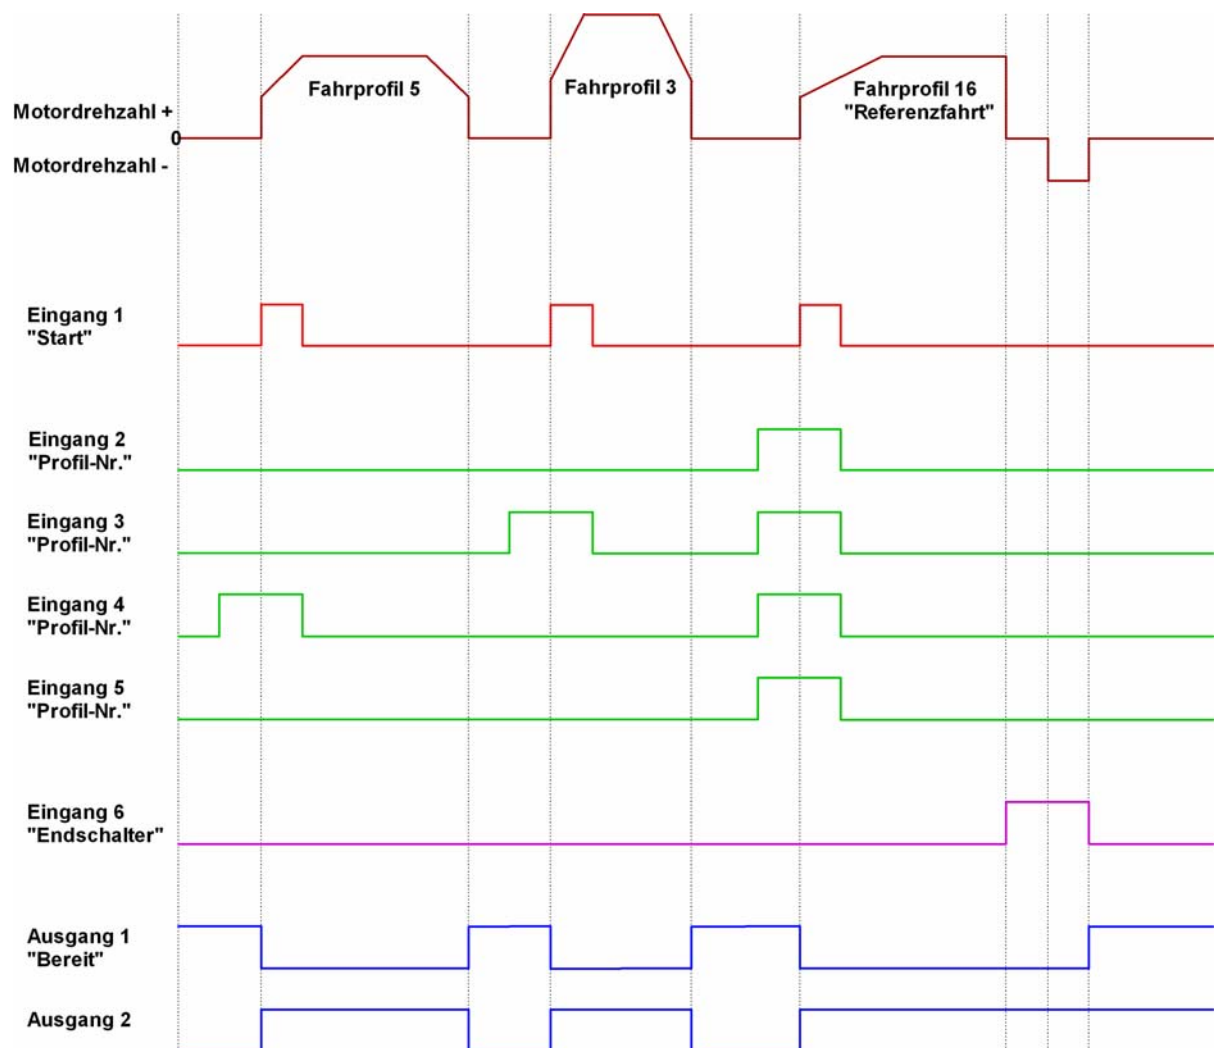 Fahrprofil 5
Fahrprofil 3
Fahrprofil 16
"Referenzfahrt"
Motordrehzahl +
0
Motordrehzahl -
Eingang 1
"Start"
Eingang 2
"Profil-Nr."
Eingang 3
"Profil-Nr."
Eingang 4
"Profil-Nr."
Eingang 5
"Profil-Nr."
Eingang 6
"Endschalter"
Ausgang 1
"Bereit"
Ausgang 2